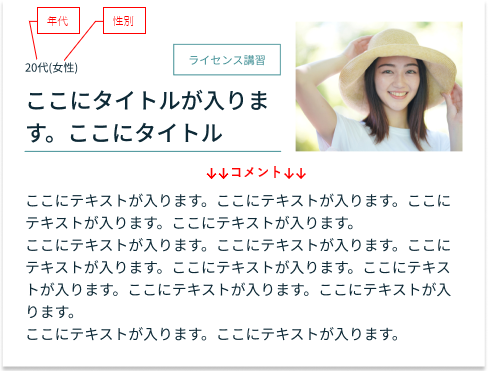 年代
性別
20代(女性)
ライセンス講習
ここにタイトルが入りま
す。ここにタイトル
↓↓コメント↓↓
ここにテキストが入ります。ここにテキストが入ります。ここに
テキストが入ります。ここにテキストが入ります。
ここにテキストが入ります。ここにテキストが入ります。ここに
テキストが入ります。ここにテキストが入ります。ここにテキス
トが入ります。ここにテキストが入ります。ここにテキストが入
ります。
ここにテキストが入ります。ここにテキストが入ります。